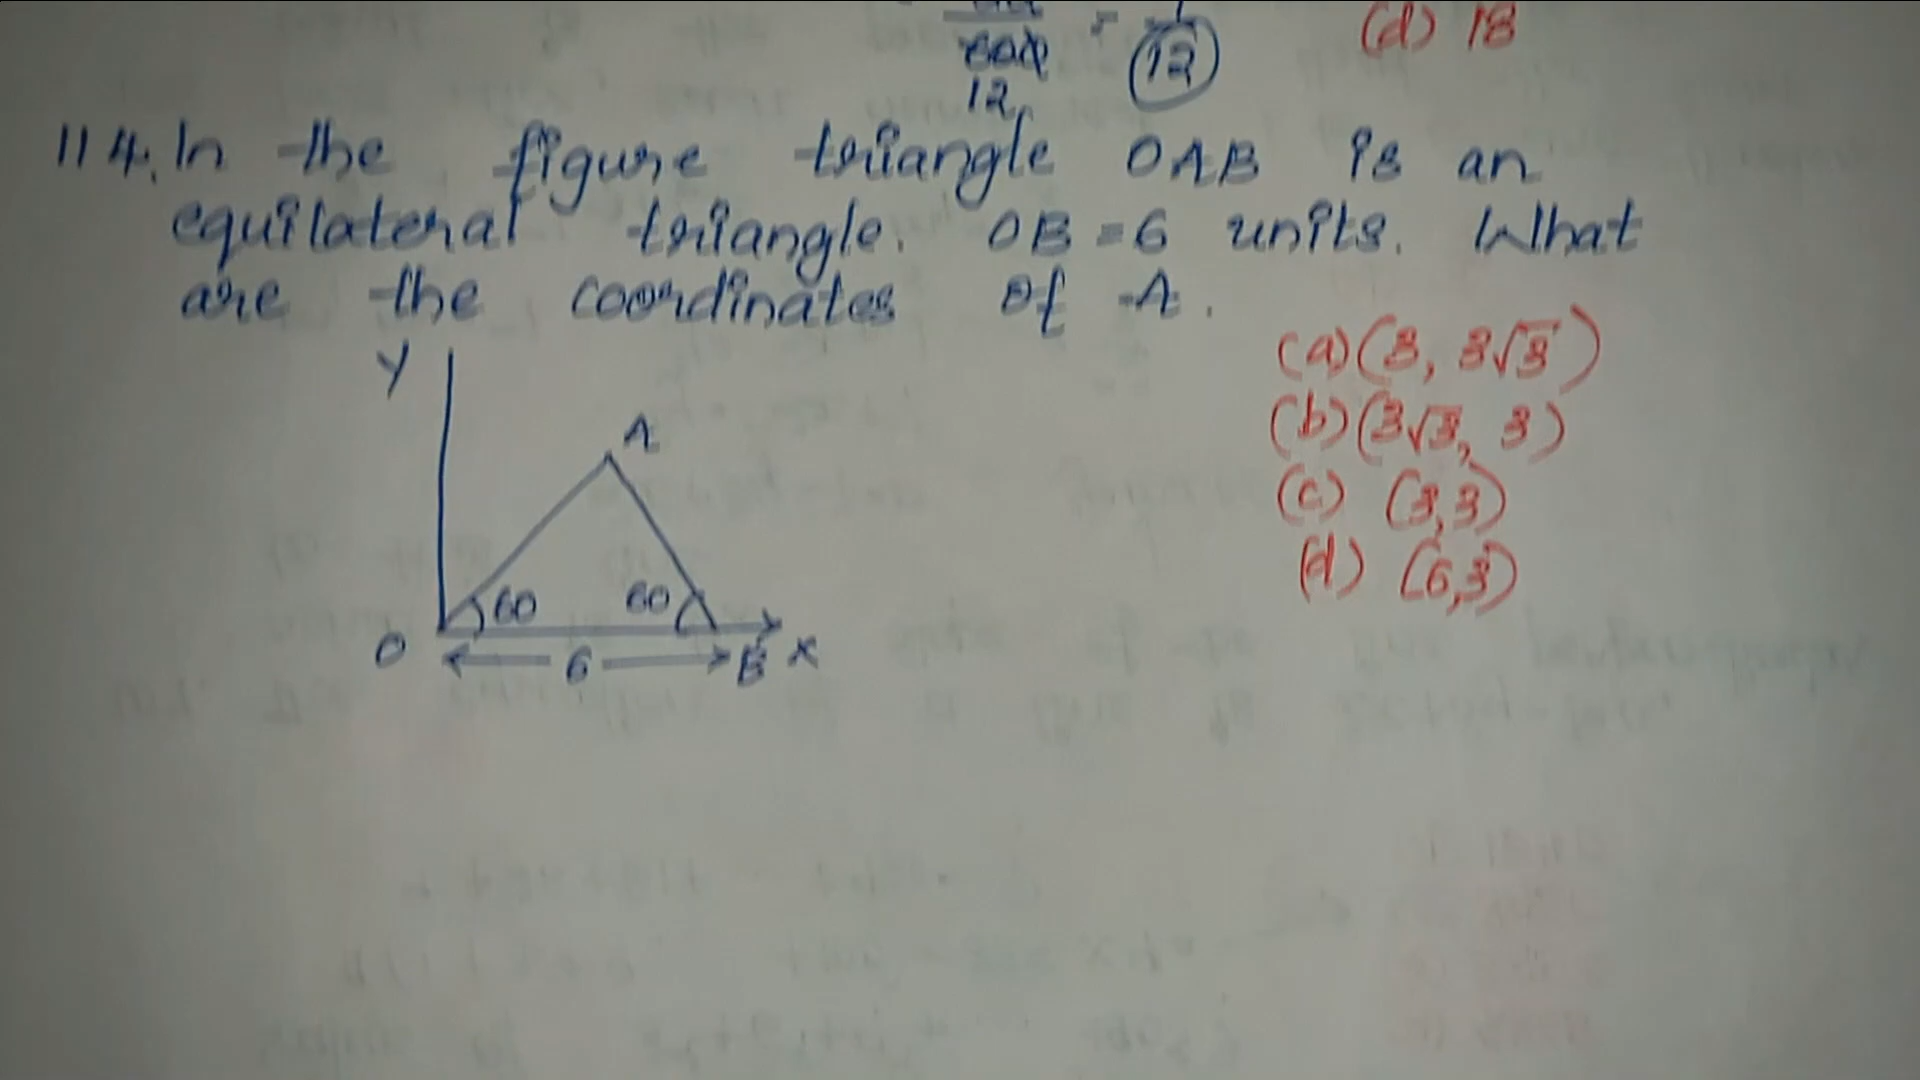 12
12
(d) 18
114. In the figure triangle OAB is an
equilateral triangle. OB = 6 units. What
are the coordinates of A.
(a) (3, 3√3)
(b) (3√3, 3)
(c) (3,3)
(d) (6,3)
Y
A
60 60
O 6 B X